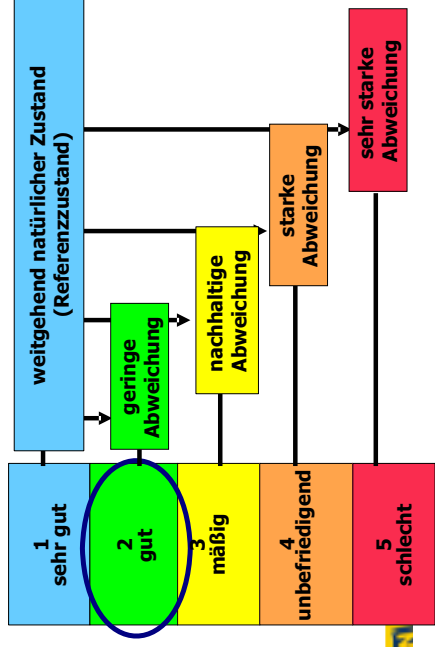 weitgehend natürlicher Zustand
(Referenzzustand)
geringe
Abweichung
nachhaltige
Abweichung
starke
Abweichung
sehr starke
Abweichung
1
sehr gut
2
gut
3
mäßig
4
unbefriedigend
5
schlecht